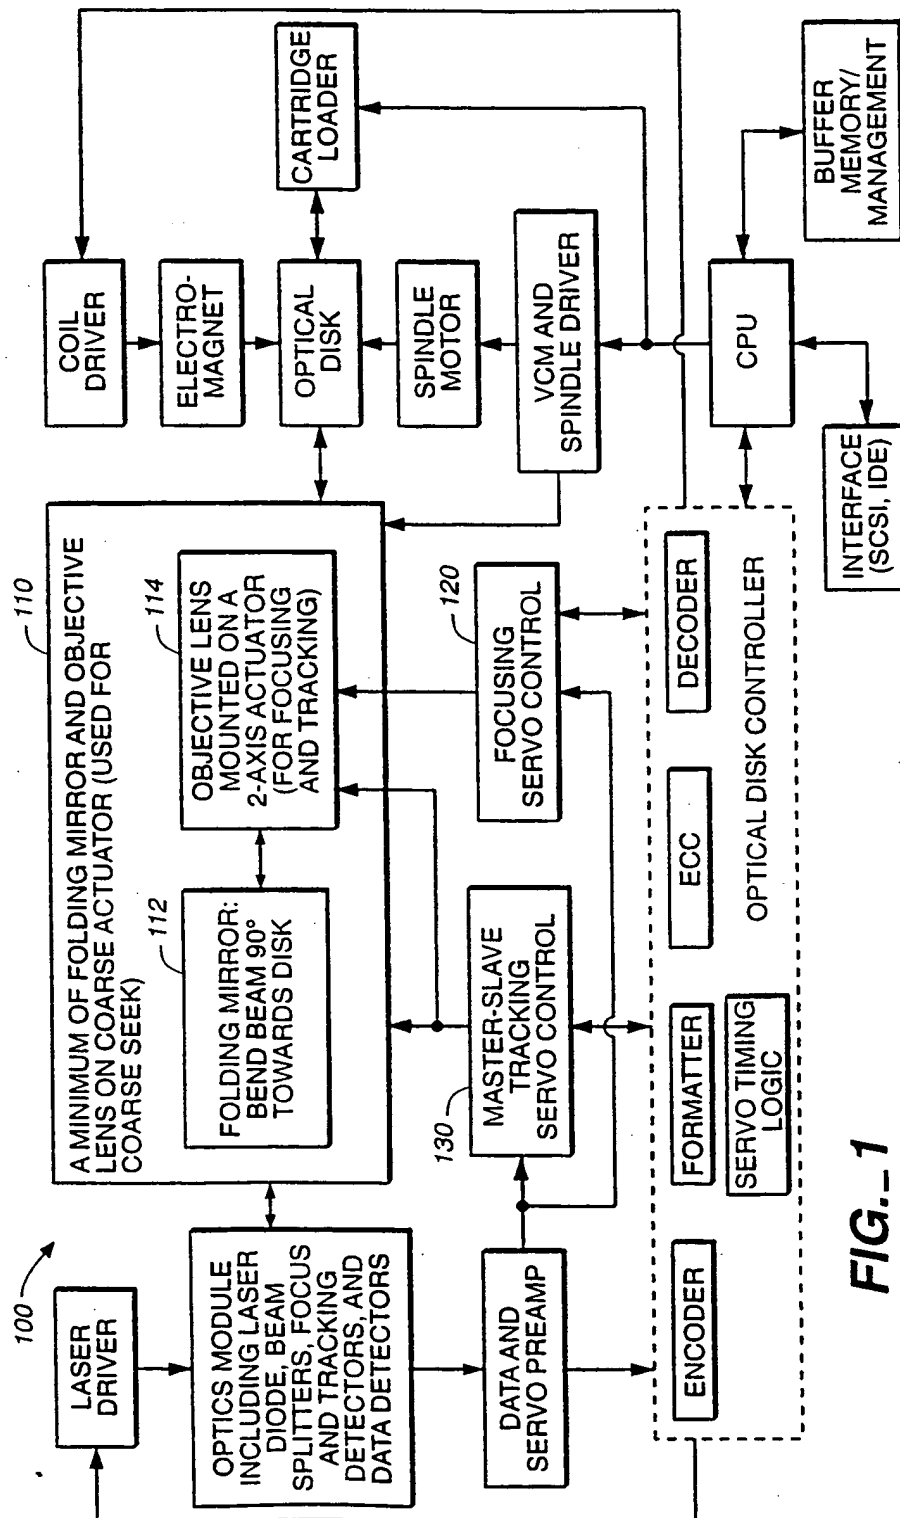 100
LASER
DRIVER
OPTICS MODULE
INCLUDING LASER
DIODE, BEAM
SPLITTERS, FOCUS
AND TRACKING
DETECTORS, AND
DATA DETECTORS
DATA AND
SERVO PREAMP
110
A MINIMUM OF FOLDING MIRROR AND OBJECTIVE
LENS ON COARSE ACTUATOR (USED FOR
COARSE SEEK)
112
FOLDING MIRROR:
BEND BEAM 90°
TOWARDS DISK
114
OBJECTIVE LENS
MOUNTED ON A
2-AXIS ACTUATOR
(FOR FOCUSING
AND TRACKING)
130
MASTER-SLAVE
TRACKING
SERVO CONTROL
120
FOCUSING
SERVO CONTROL
COIL
DRIVER
ELECTRO-
MAGNET
OPTICAL
DISK
CARTRIDGE
LOADER
SPINDLE
MOTOR
VCM AND
SPINDLE DRIVER
CPU
BUFFER
MEMORY/
MANAGEMENT
INTERFACE
(SCSI, IDE)
ENCODER
FORMATTER
ECC
DECODER
SERVO TIMING
LOGIC
OPTICAL DISK CONTROLLER
FIG._1